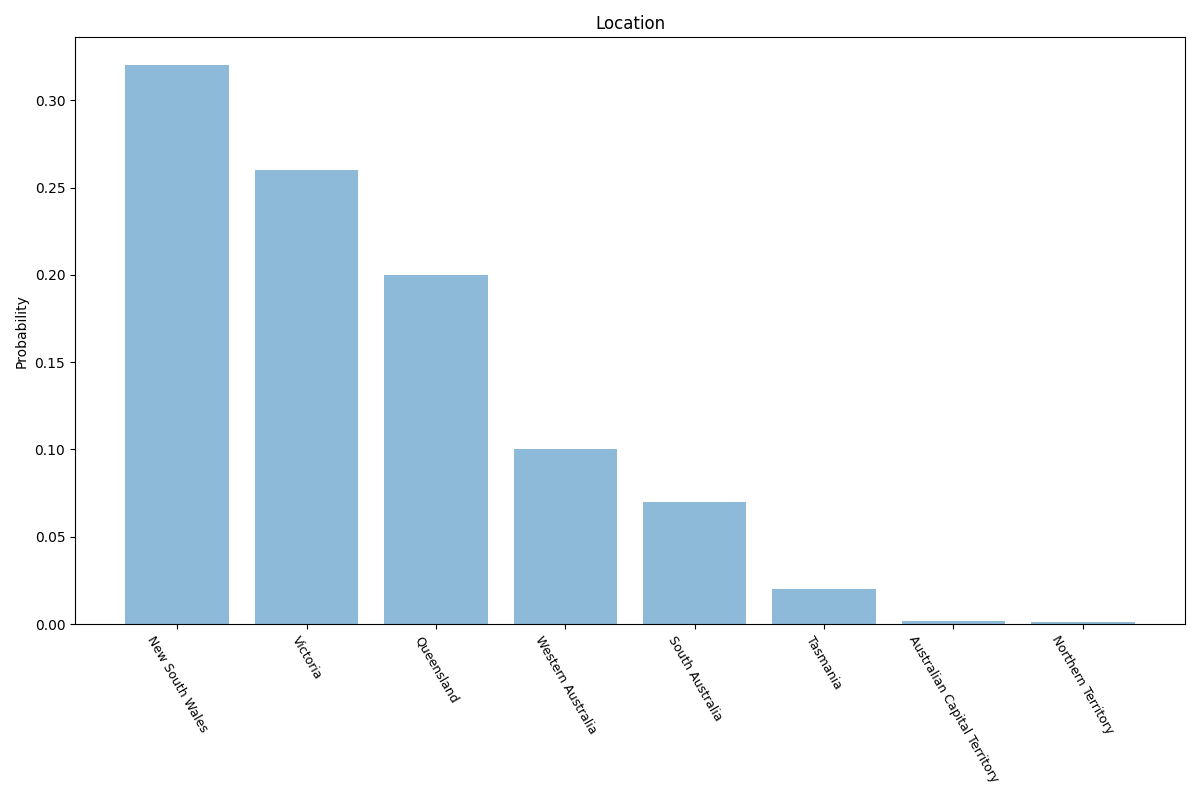 Location
Probability
0.30
0.25
0.20
0.15
0.10
0.05
0.00
New South Wales
Victoria
Queensland
Western Australia
South Australia
Tasmania
Australian Capital Territory
Northern Territory